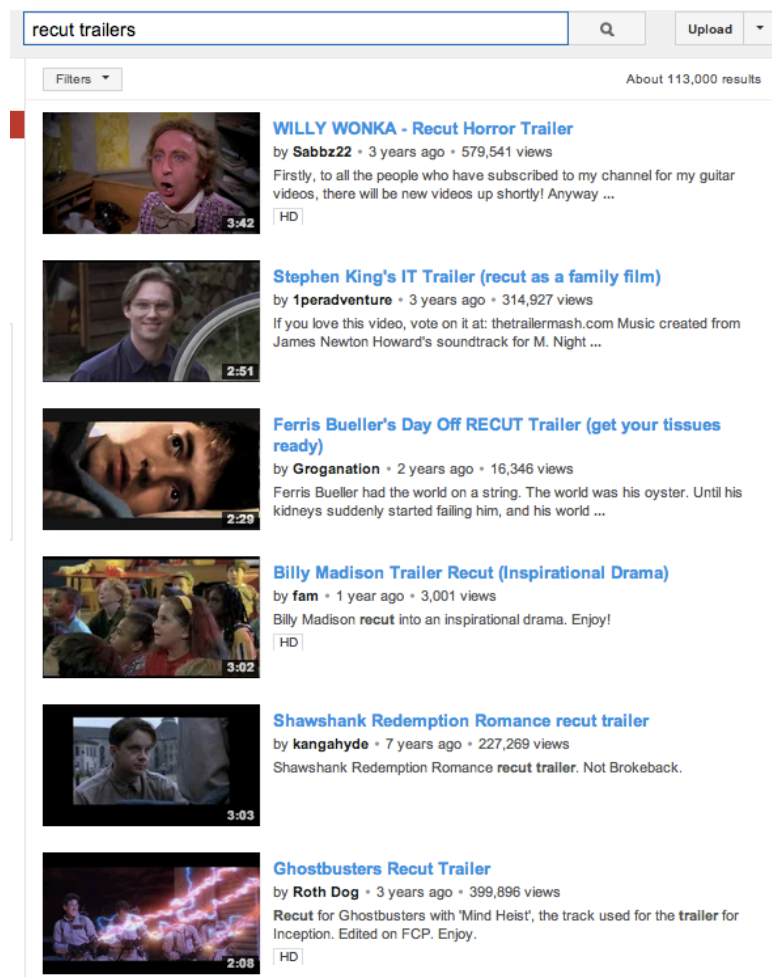 recut trailers
Upload
Filters
About 113,000 results
WILLY WONKA - Recut Horror Trailer
by Sabbz22 • 3 years ago • 579,541 views
Firstly, to all the people who have subscribed to my channel for my guitar
videos, there will be new videos up shortly! Anyway ...
HD
3:42
Stephen King's IT Trailer (recut as a family film)
by 1peradventure • 3 years ago • 314,927 views
If you love this video, vote on it at: thetrailermash.com Music created from
James Newton Howard's soundtrack for M. Night ...
2:51
Ferris Bueller's Day Off RECUT Trailer (get your tissues
ready)
by Groganation • 2 years ago • 16,346 views
Ferris Bueller had the world on a string. The world was his oyster. Until his
kidneys suddenly started failing him, and his world ...
2:29
Billy Madison Trailer Recut (Inspirational Drama)
by fam • 1 year ago • 3,001 views
Billy Madison recut into an inspirational drama. Enjoy!
HD
3:02
Shawshank Redemption Romance recut trailer
by kangahyde • 7 years ago • 227,269 views
Shawshank Redemption Romance recut trailer. Not Brokeback.
3:03
Ghostbusters Recut Trailer
by Roth Dog • 3 years ago • 399,896 views
Recut for Ghostbusters with 'Mind Heist', the track used for the trailer for
Inception. Edited on FCP. Enjoy.
HD
2:08